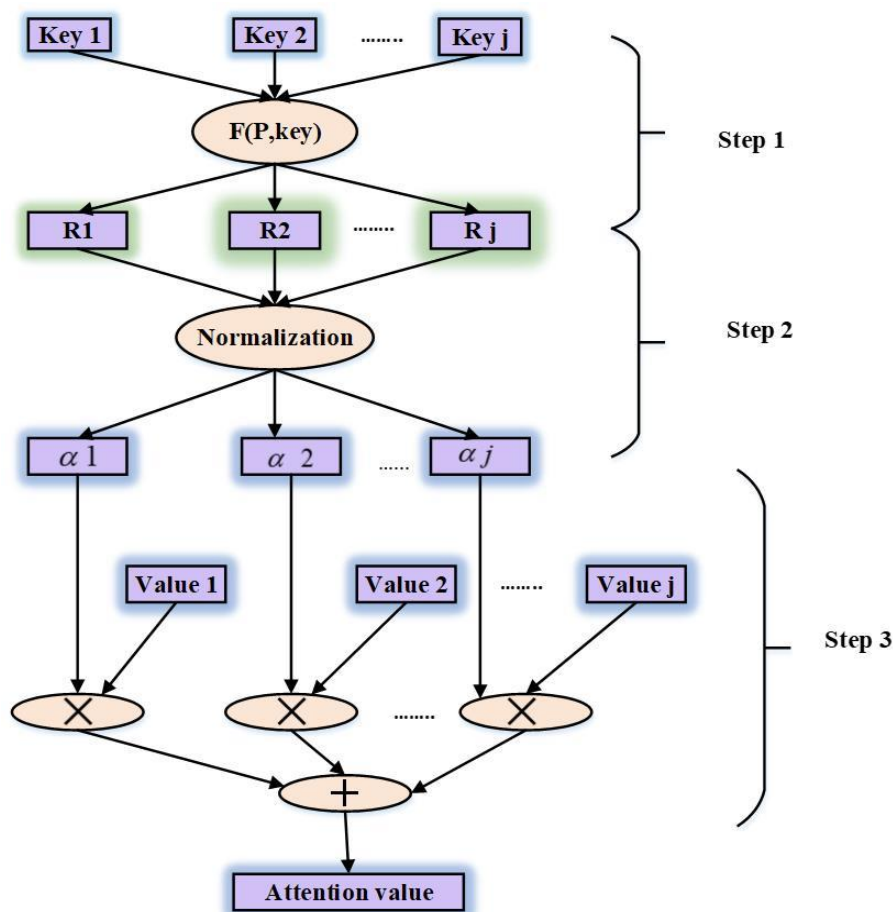 Key 1 Key 2 ........ Key j
F(P,key)
Step 1
R1 R2 ........ R j
Normalization
Step 2
α 1 α 2 ...... α j
Value 1 Value 2 ........ Value j
Step 3
× × ........ ×
+
Attention value